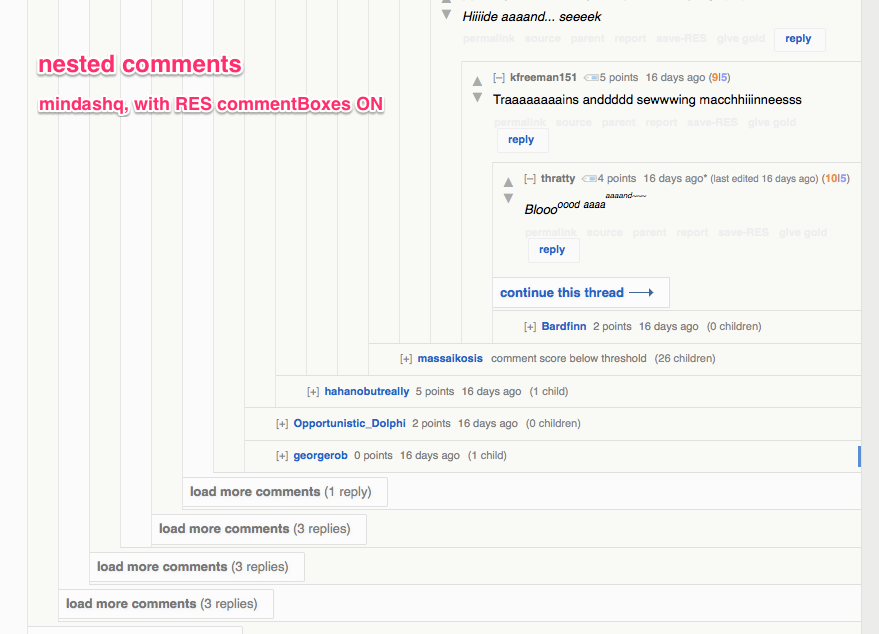 Hiiiide aaaand... seeeek
permalink source parent report save-RES give gold reply
nested comments
[–] kfreeman151 5 points 16 days ago (9|5)
mindashq, with RES commentBoxes ON
Traaaaaaaains anddddd sewwwing macchhiiinneesss
permalink source parent report save-RES give gold
reply
[–] thratty 4 points 16 days ago* (last edited 16 days ago) (10|5)
Blooooood aaaa aaaand~~~
permalink source parent report save-RES give gold
reply
continue this thread ⟶
[+] Bardfinn 2 points 16 days ago (0 children)
[+] massaikosis comment score below threshold (26 children)
[+] hahanobutreally 5 points 16 days ago (1 child)
[+] Opportunistic_Dolphi 2 points 16 days ago (0 children)
[+] georgerob 0 points 16 days ago (1 child)
load more comments (1 reply)
load more comments (3 replies)
load more comments (3 replies)
load more comments (3 replies)